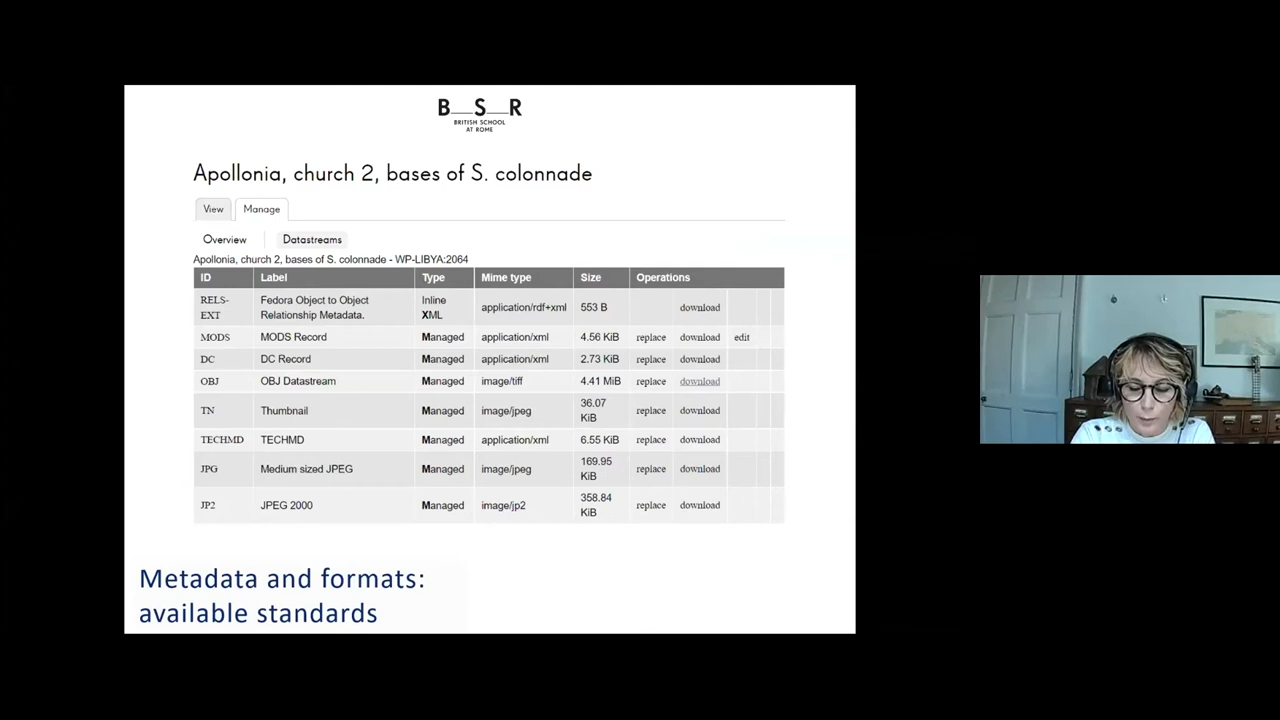 B__S__R
BRITISH SCHOOL
AT ROME
Apollonia, church 2, bases of S. colonnade
View Manage
Overview Datastreams
Apollonia, church 2, bases of S. colonnade - WP-LIBYA:2064
ID Label Type Mime type Size Operations
RELS-EXT Fedora Object to Object Relationship Metadata. Inline XML application/rdf+xml 553 B download
MODS MODS Record Managed application/xml 4.56 KiB replace download edit
DC DC Record Managed application/xml 2.73 KiB replace download
OBJ OBJ Datastream Managed image/tiff 4.41 MiB replace download
TN Thumbnail Managed image/jpeg 36.07 KiB replace download
TECHMD TECHMD Managed application/xml 6.55 KiB replace download
JPG Medium sized JPEG Managed image/jpeg 169.95 KiB replace download
JP2 JPEG 2000 Managed image/jp2 358.84 KiB replace download
Metadata and formats:
available standards